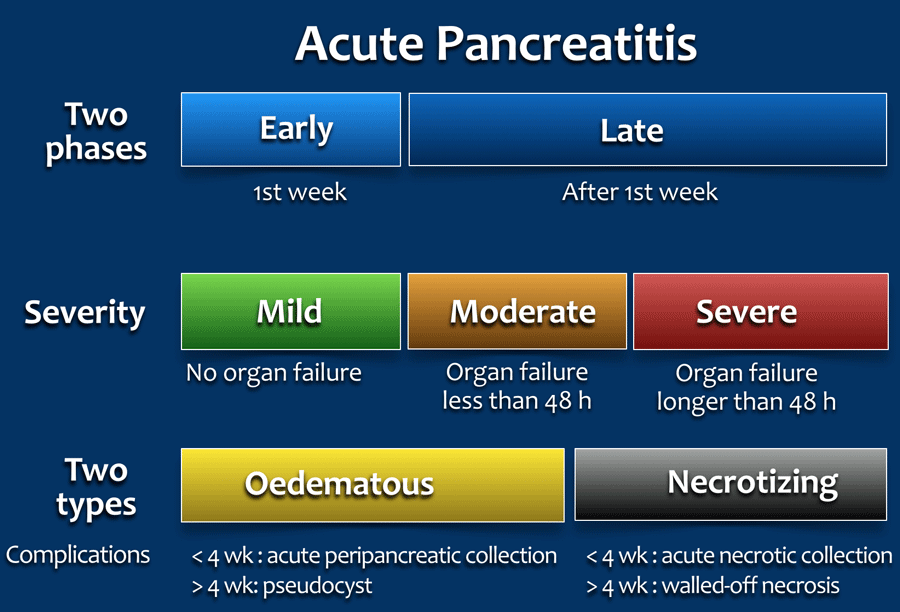 Acute Pancreatitis
Two
phases
Early
Late
1st week
After 1st week
Severity
Mild
Moderate
Severe
No organ failure
Organ failure
less than 48 h
Organ failure
longer than 48 h
Two
types
Oedematous
Necrotizing
Complications
< 4 wk : acute peripancreatic collection
> 4 wk: pseudocyst
< 4 wk : acute necrotic collection
> 4 wk : walled-off necrosis